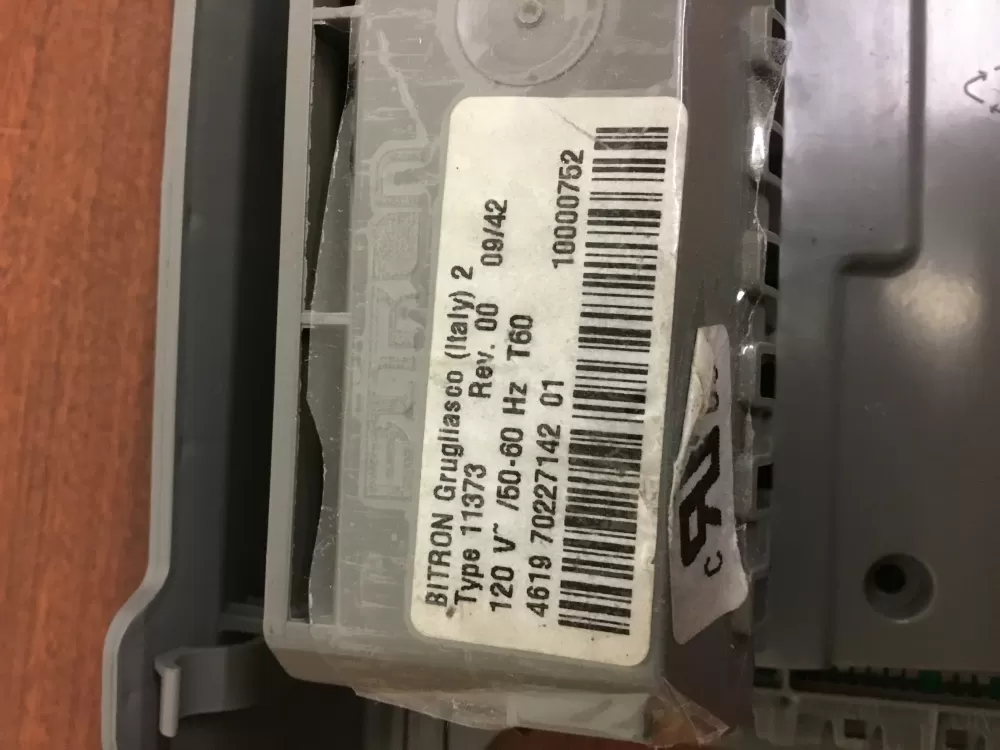 BITRON
BITRON Grugliasco (Italy) 2
Type 11373 Rev. 00 09/42
120 V~ /50-60 Hz T60
4619 70227142 01 10000752
c